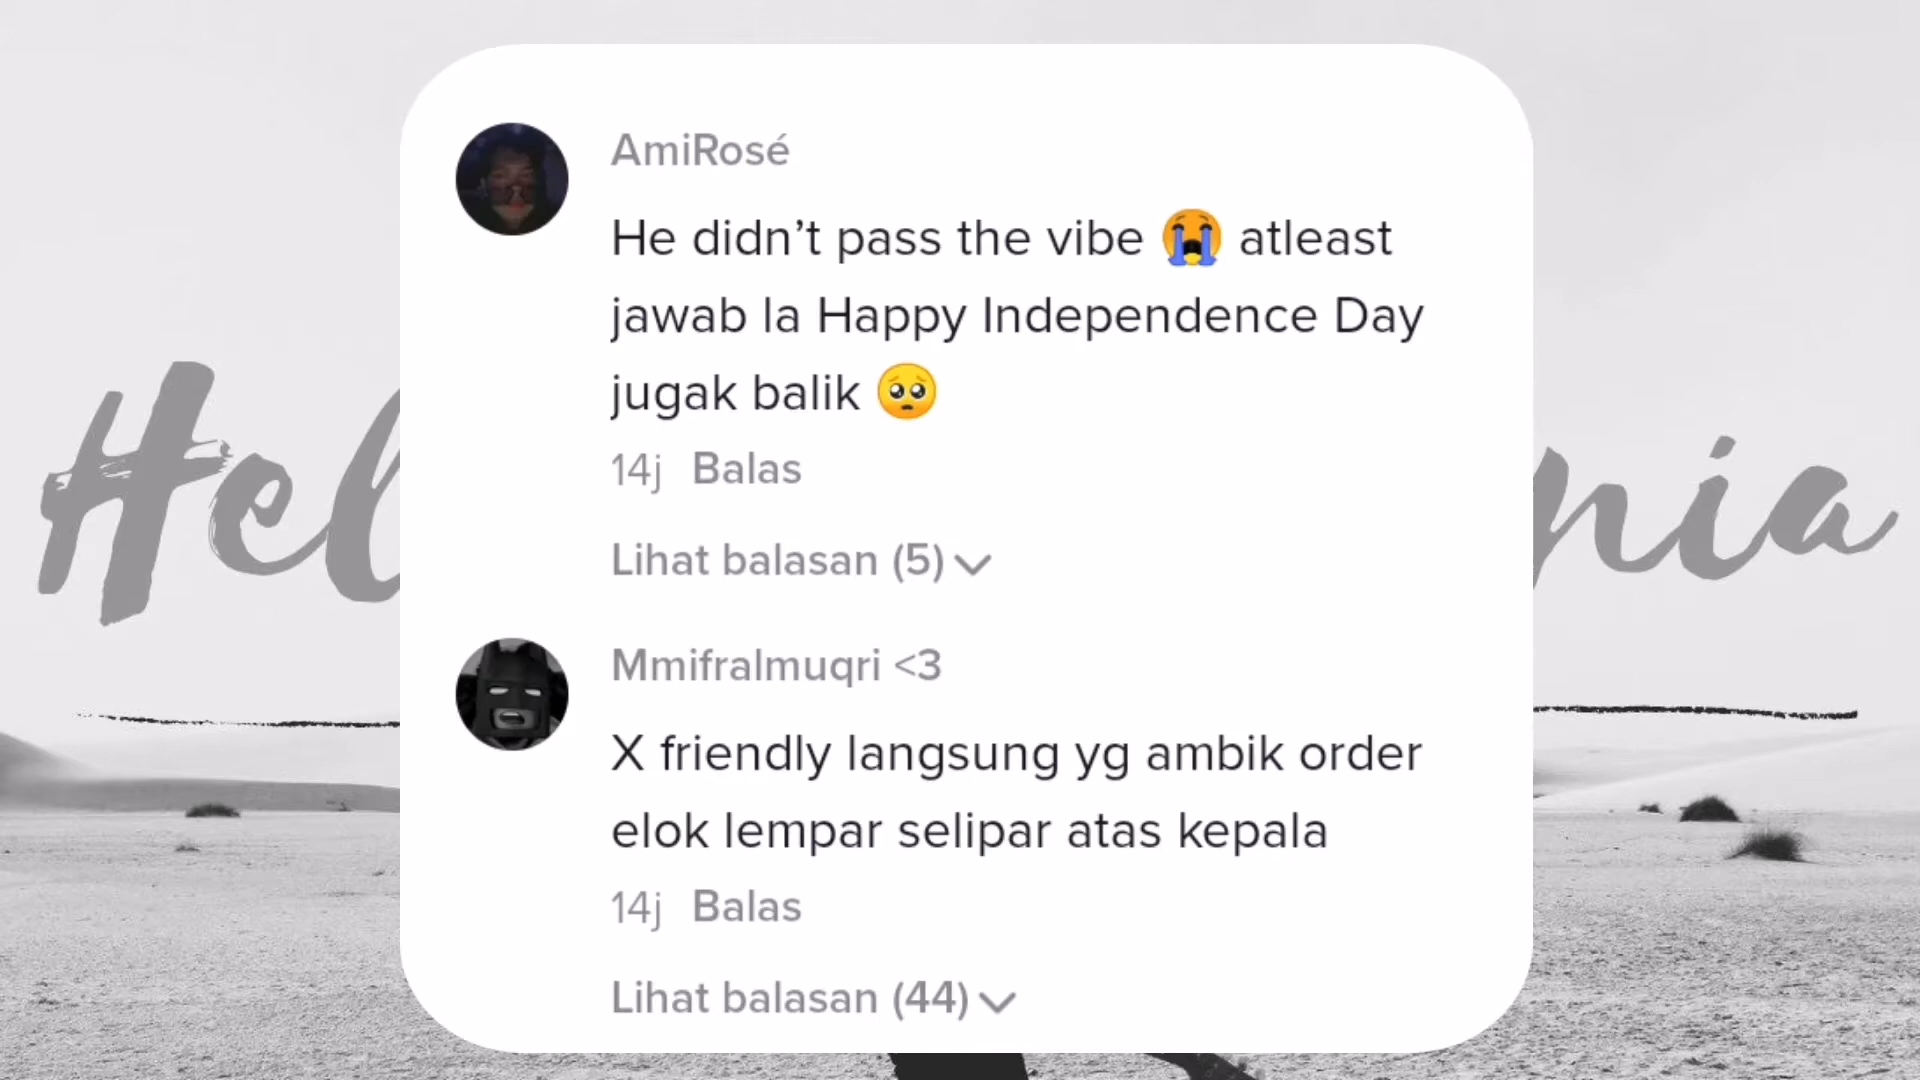 AmiRosé
He didn’t pass the vibe 😭 atleast
jawab la Happy Independence Day
jugak balik 🥺
14j Balas
Lihat balasan (5)
Mmifralmuqri <3
X friendly langsung yg ambik order
elok lempar selipar atas kepala
14j Balas
Lihat balasan (44)